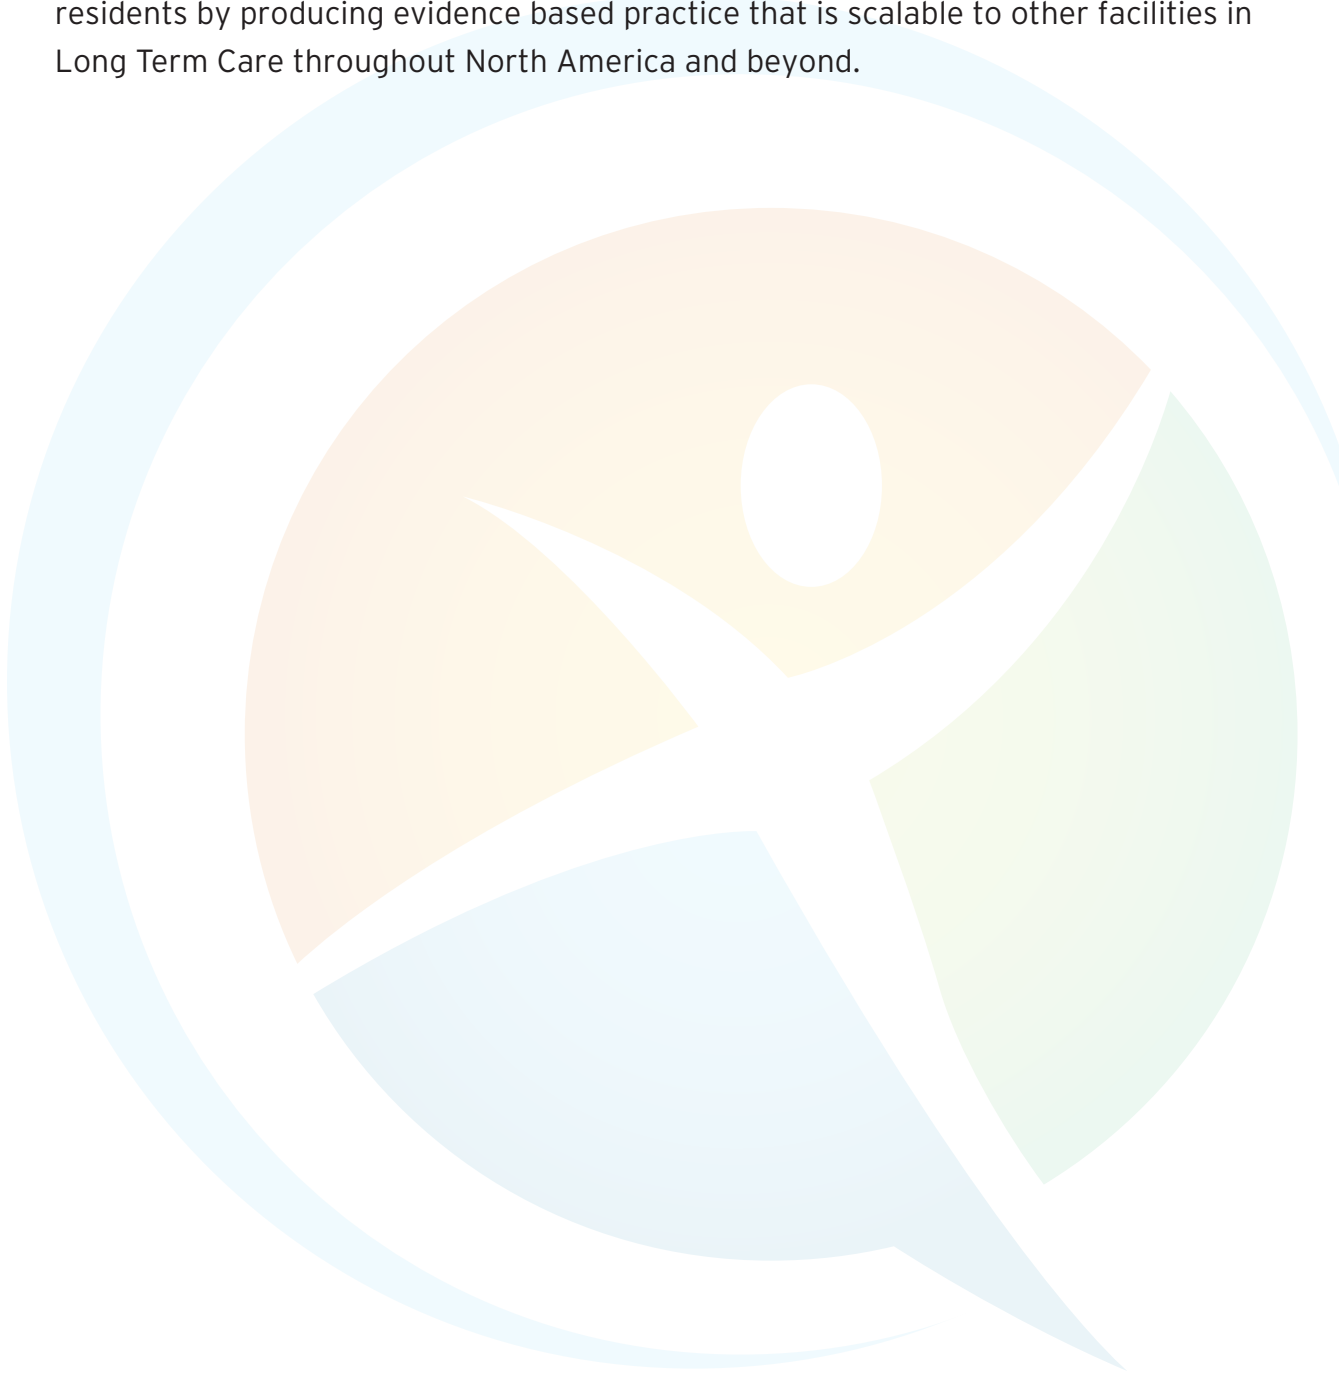 residents by producing evidence based practice that is scalable to other facilities in
Long Term Care throughout North America and beyond.